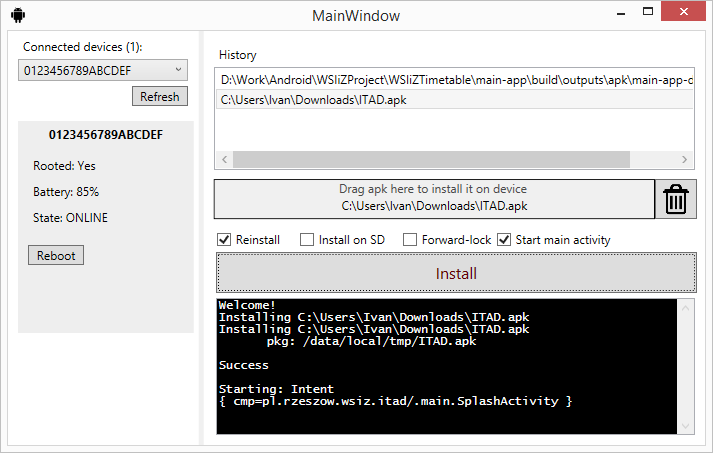 MainWindow
Connected devices (1):
0123456789ABCDEF
Refresh
0123456789ABCDEF
Rooted: Yes
Battery: 85%
State: ONLINE
Reboot
History
D:\Work\Android\WSIiZProject\WSIiZTimetable\main-app\build\outputs\apk\main-app-d
C:\Users\Ivan\Downloads\ITAD.apk
Drag apk here to install it on device
C:\Users\Ivan\Downloads\ITAD.apk
Reinstall Install on SD Forward-lock Start main activity
Install
Welcome!
Installing C:\Users\Ivan\Downloads\ITAD.apk
Installing C:\Users\Ivan\Downloads\ITAD.apk
pkg: /data/local/tmp/ITAD.apk
Success
Starting: Intent
{ cmp=pl.rzeszow.wsiz.itad/.main.SplashActivity }